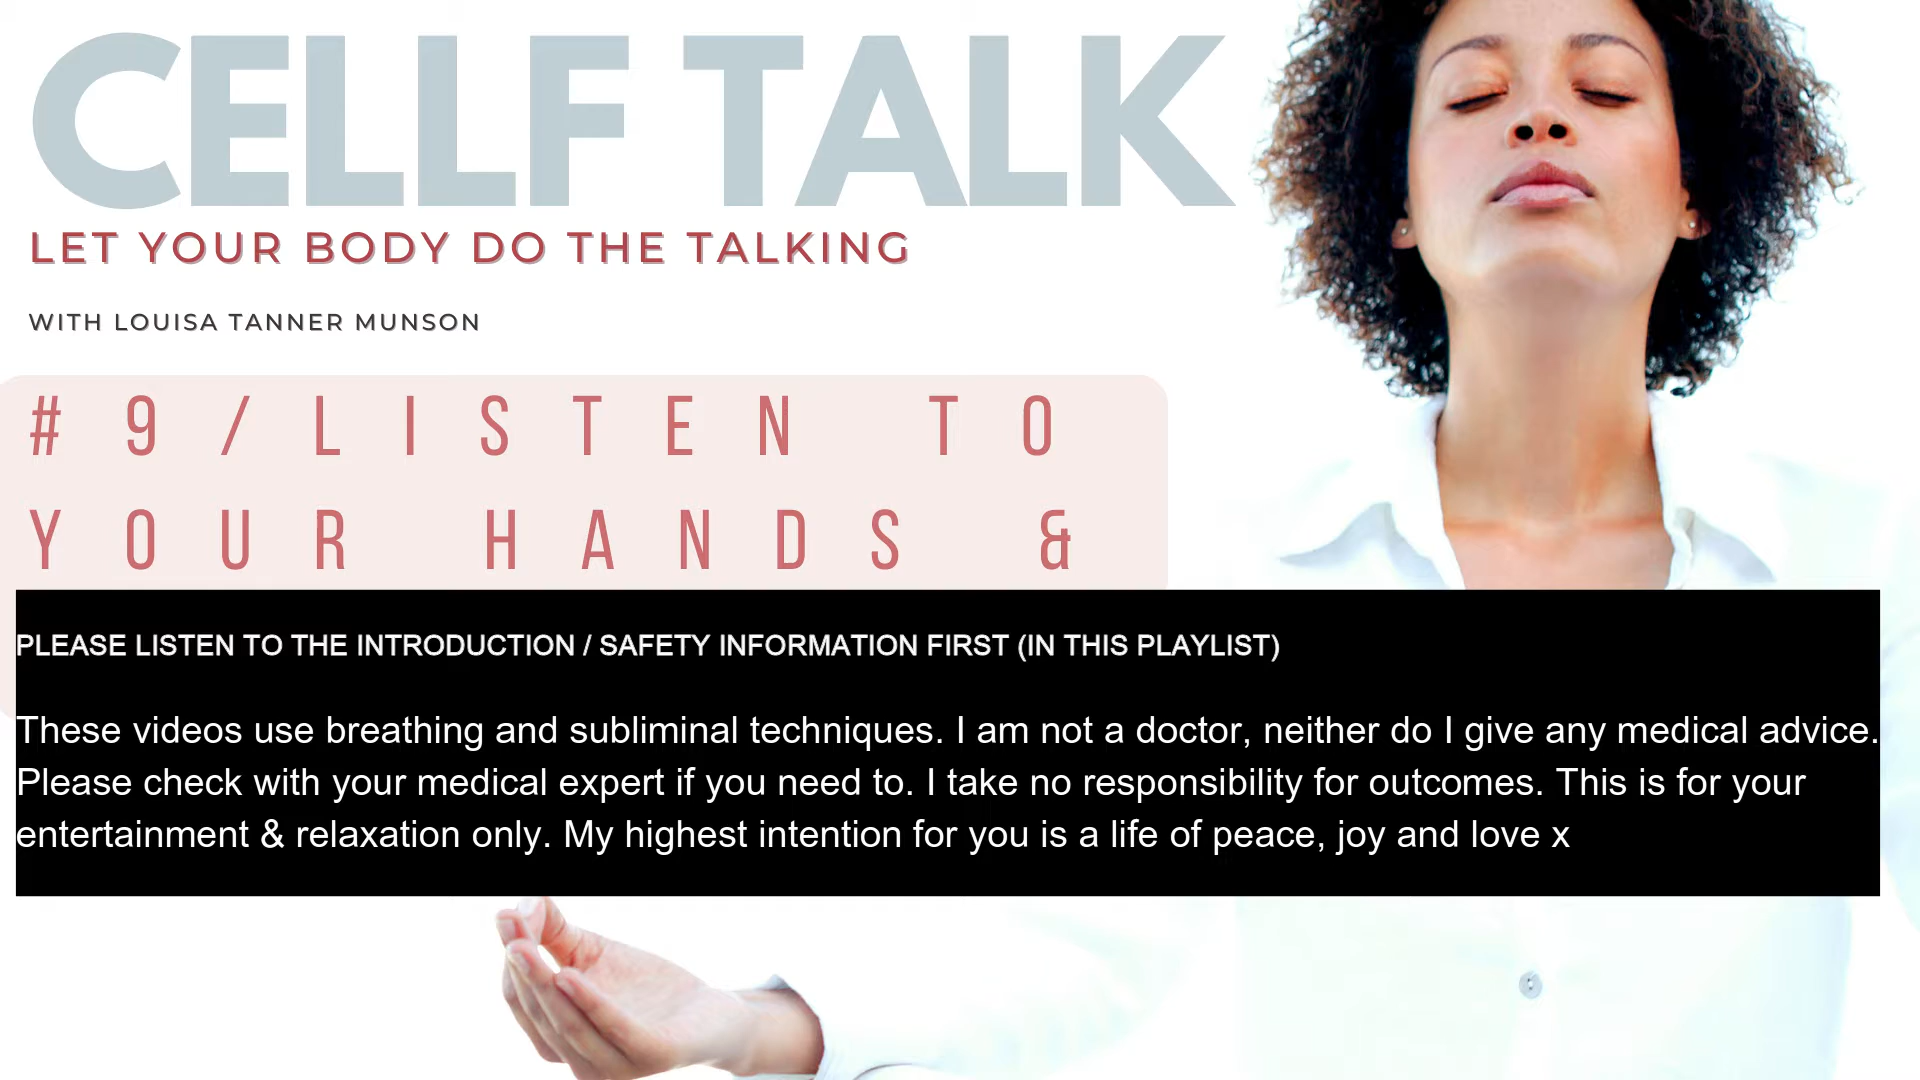 CELLF TALK
LET YOUR BODY DO THE TALKING
WITH LOUISA TANNER MUNSON
#9/LISTEN TO
YOUR HANDS &
PLEASE LISTEN TO THE INTRODUCTION / SAFETY INFORMATION FIRST (IN THIS PLAYLIST)
These videos use breathing and subliminal techniques. I am not a doctor, neither do I give any medical advice.
Please check with your medical expert if you need to. I take no responsibility for outcomes. This is for your
entertainment & relaxation only. My highest intention for you is a life of peace, joy and love x